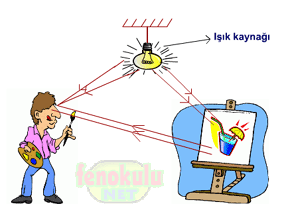 Işık kaynağı
fenokulu
NET